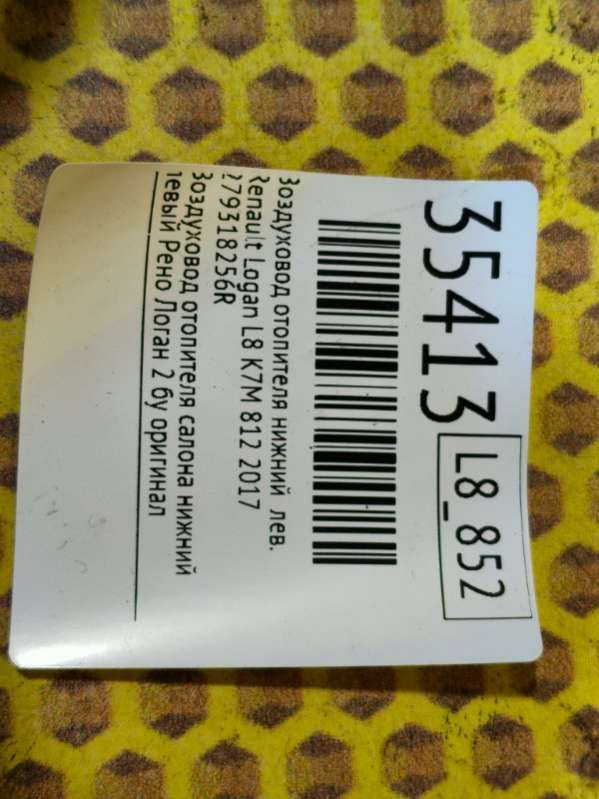 35413 L8_852
Воздуховод отопителя нижний лев.
Renault Logan L8 K7M 812 2017
279318256R
Воздуховод отопителя салона нижний
левый Рено Логан 2 бу оригинал